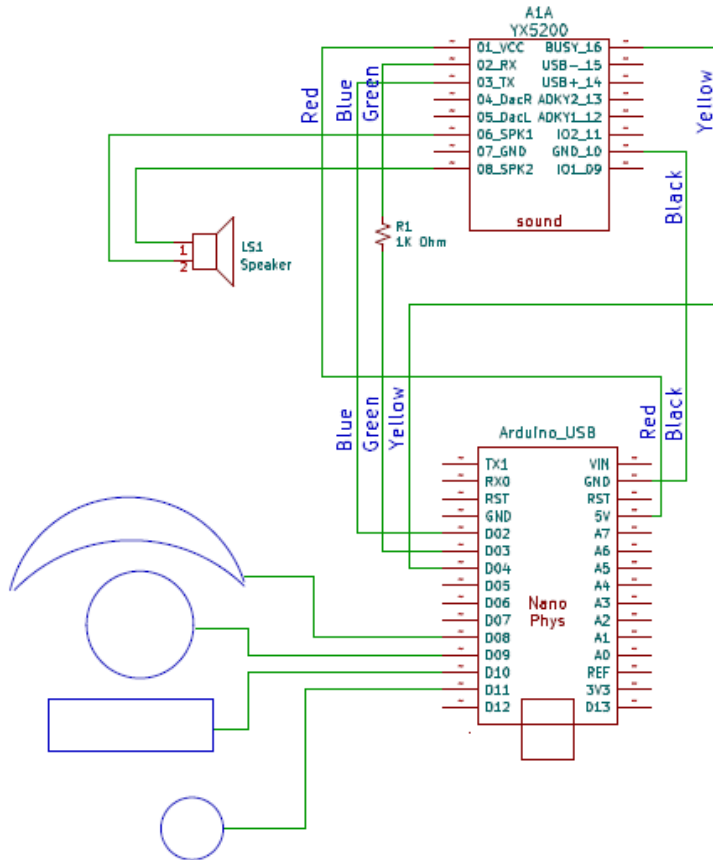 A1A
YX5200
01_VCC BUSY_16
02_RX USB-_15
03_TX USB+_14
04_DacR ADKY2_13
05_DacL ADKY1_12
06_SPK1 IO2_11
07_GND GND_10
08_SPK2 IO1_09
sound
Red
Blue
Green
Yellow
Black
R1
1K Ohm
1
2
LS1
Speaker
Blue
Green
Yellow
Red
Black
Arduino_USB
TX1 VIN
RX0 GND
RST RST
GND 5V
D02 A7
D03 A6
D04 A5
D05 A4
D06 A3
D07 A2
D08 A1
D09 A0
D10 REF
D11 3V3
D12 D13
Nano
Phys